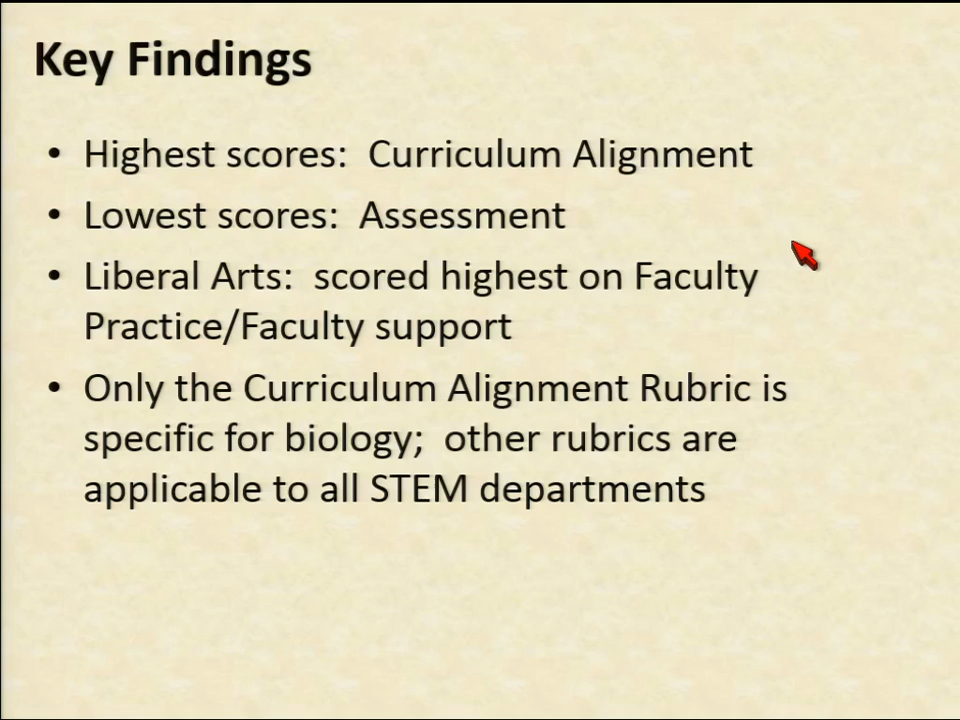 Key Findings
• Highest scores:  Curriculum Alignment
• Lowest scores:  Assessment
• Liberal Arts:  scored highest on Faculty
Practice/Faculty support
• Only the Curriculum Alignment Rubric is
specific for biology;  other rubrics are
applicable to all STEM departments